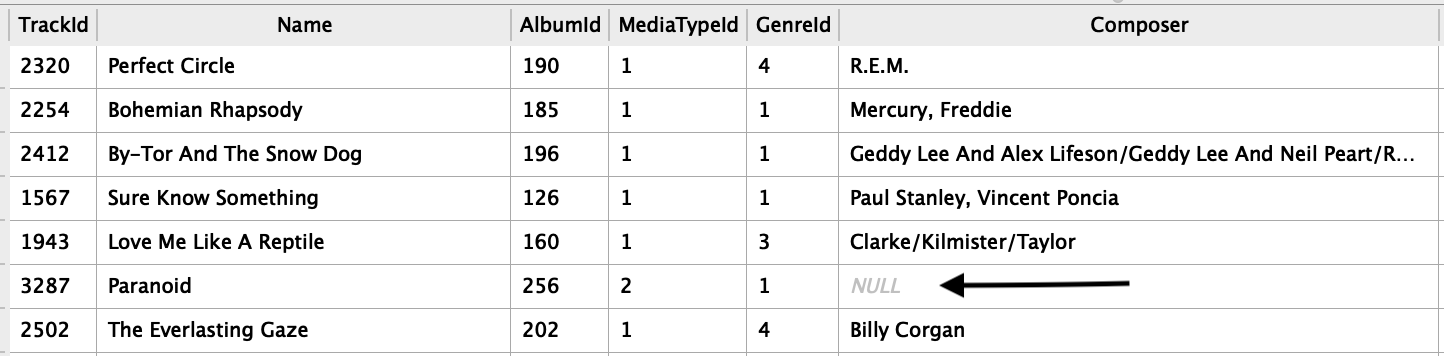 TrackId Name AlbumId MediaTypeId GenreId Composer
2320 Perfect Circle 190 1 4 R.E.M.
2254 Bohemian Rhapsody 185 1 1 Mercury, Freddie
2412 By-Tor And The Snow Dog 196 1 1 Geddy Lee And Alex Lifeson/Geddy Lee And Neil Peart/R...
1567 Sure Know Something 126 1 1 Paul Stanley, Vincent Poncia
1943 Love Me Like A Reptile 160 1 3 Clarke/Kilmister/Taylor
3287 Paranoid 256 2 1 NULL
2502 The Everlasting Gaze 202 1 4 Billy Corgan